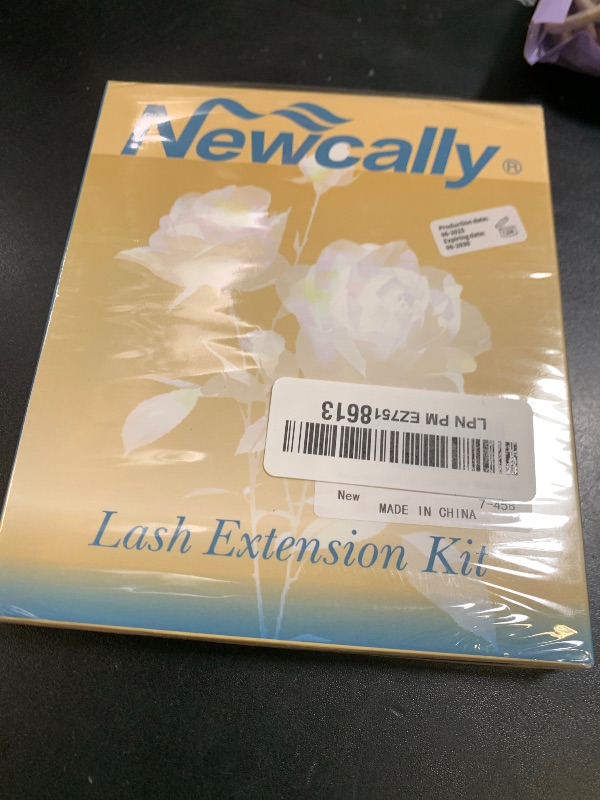 Newcally®
Production date:
Expiring date:
LPN PM EZ7518613
New
MADE IN CHINA
Lash Extension Kit